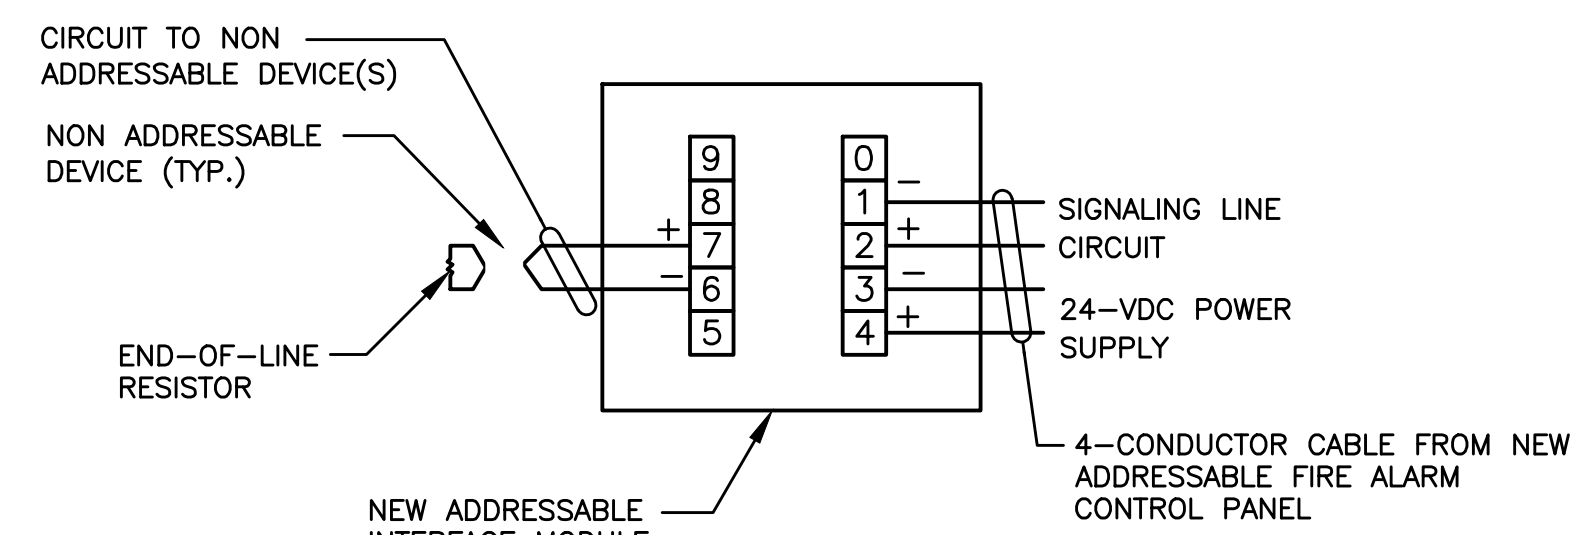 CIRCUIT TO NON
ADDRESSABLE DEVICE(S)
NON ADDRESSABLE
DEVICE (TYP.)
END-OF-LINE
RESISTOR
9
8
+ 7
- 6
5
0
1 -
2 +
3 -
4 +
SIGNALING LINE
CIRCUIT
24-VDC POWER
SUPPLY
4-CONDUCTOR CABLE FROM NEW
ADDRESSABLE FIRE ALARM
CONTROL PANEL
NEW ADDRESSABLE
INTERFACE MODULE